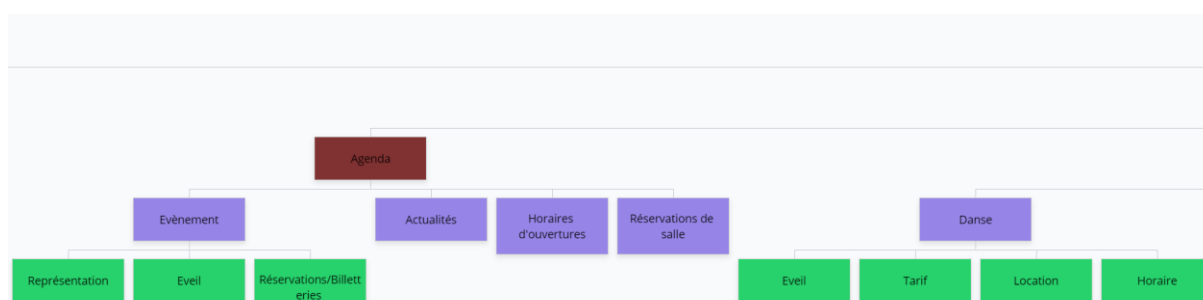 Agenda
Evènement
Actualités
Horaires
d'ouvertures
Réservations de
salle
Danse
Représentation
Eveil
Réservations/Billett
eries
Eveil
Tarif
Location
Horaire